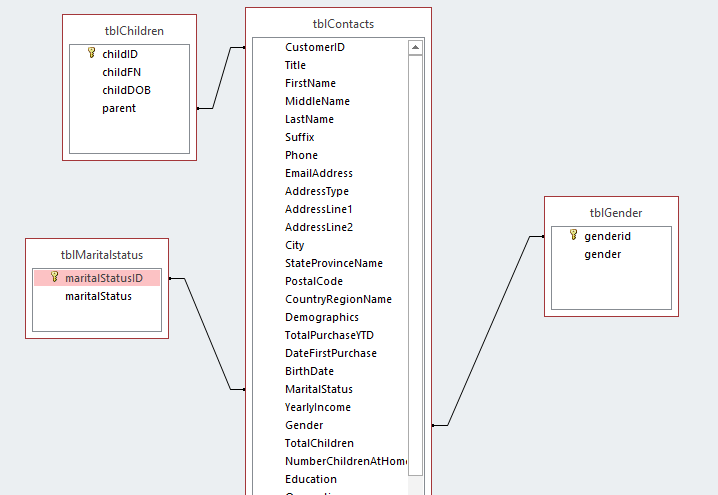 tblChildren
childID
childFN
childDOB
parent
tblMaritalstatus
maritalStatusID
maritalStatus
tblContacts
CustomerID
Title
FirstName
MiddleName
LastName
Suffix
Phone
EmailAddress
AddressType
AddressLine1
AddressLine2
City
StateProvinceName
PostalCode
CountryRegionName
Demographics
TotalPurchaseYTD
DateFirstPurchase
BirthDate
MaritalStatus
YearlyIncome
Gender
TotalChildren
NumberChildrenAtHome
Education
tblGender
genderid
gender